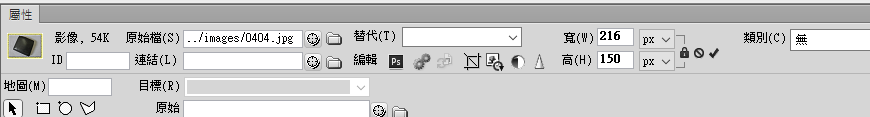 屬性
影像, 54K 原始檔(S) ../images/0404.jpg 替代(T) 寬(W) 216 px 類別(C) 無
ID 連結(L) 編輯 Ps 高(H) 150 px
地圖(M) 目標(R)
原始